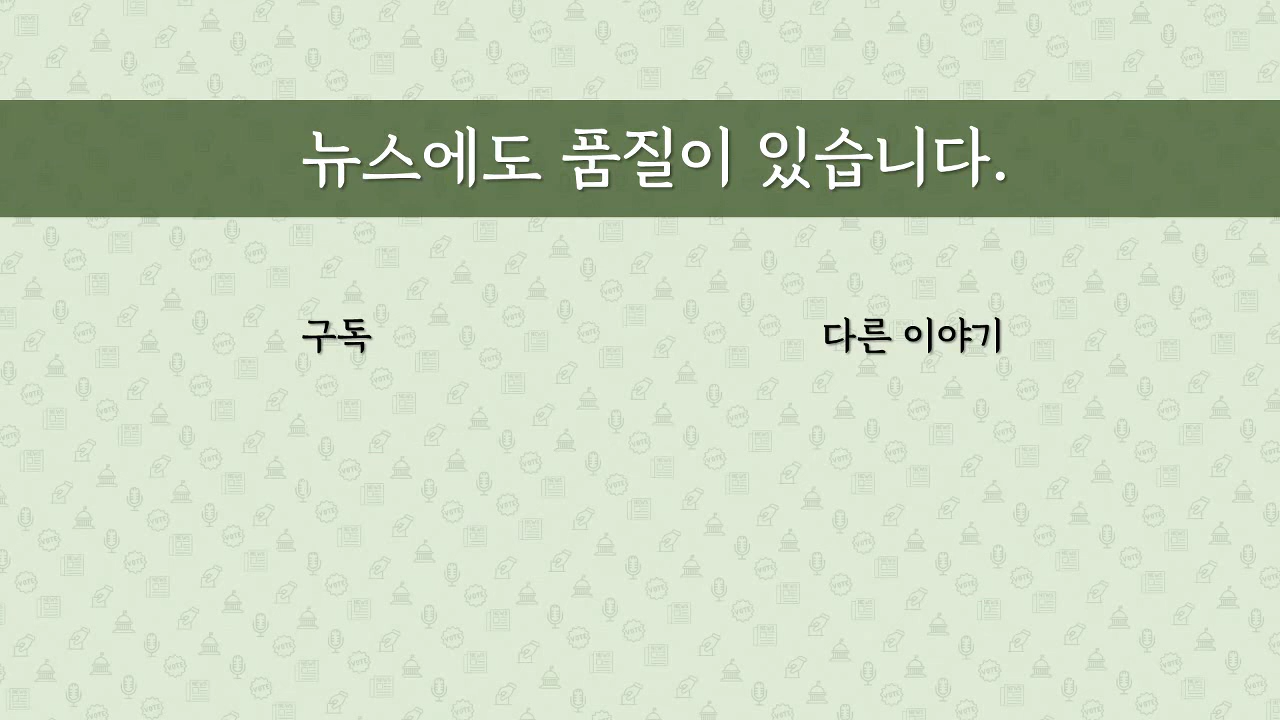 뉴스에도 품질이 있습니다.
구독
다른 이야기